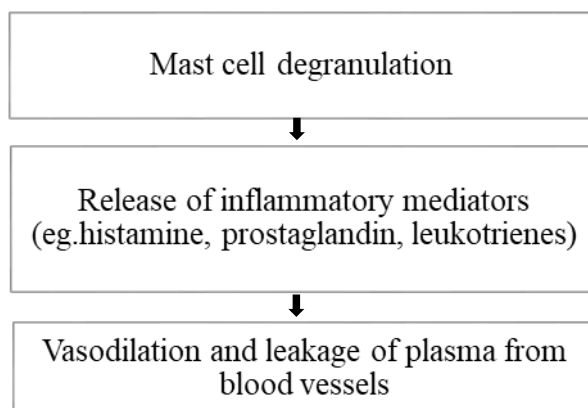 Mast cell degranulation
Release of inflammatory mediators
(eg.histamine, prostaglandin, leukotrienes)
Vasodilation and leakage of plasma from
blood vessels